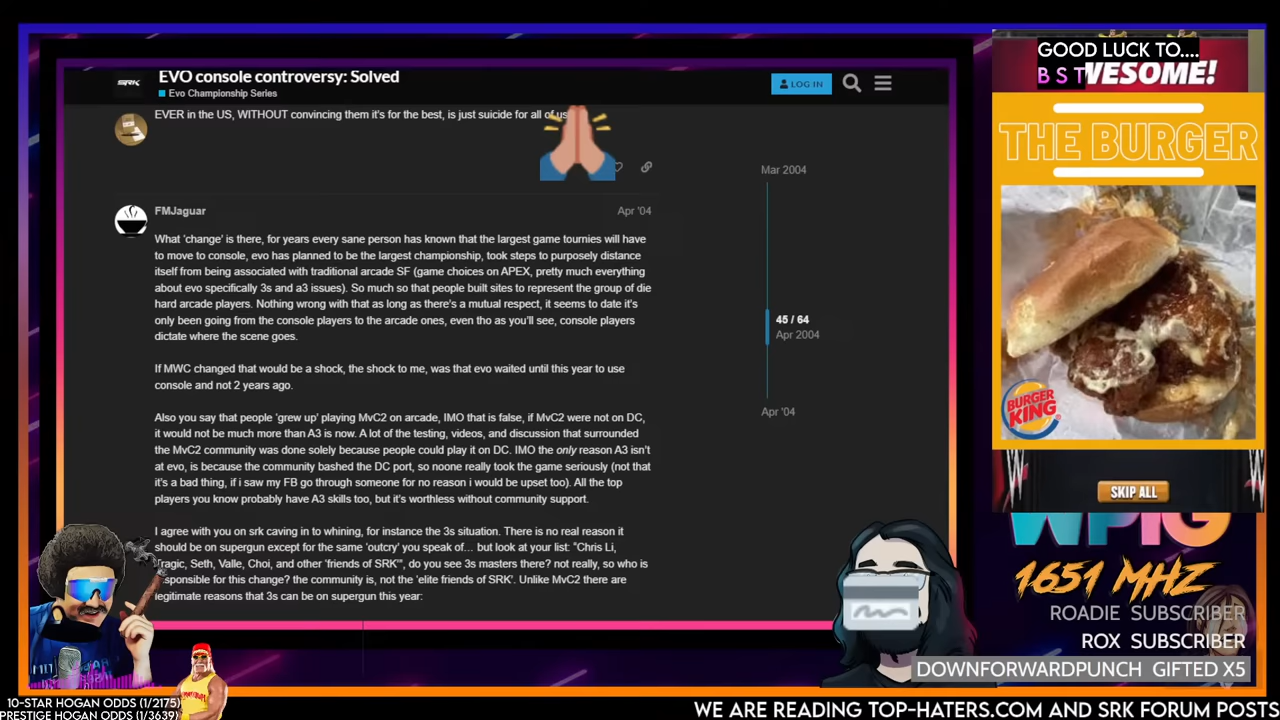 EVO console controversy: Solved
Evo Championship Series
LOG IN
EVER in the US, WITHOUT convincing them it's for the best, is just suicide for all of us
FMJaguar
Apr '04
What 'change' is there, for years every sane person has known that the largest game tournies will have
to move to console, evo has planned to be the largest championship, took steps to purposely distance
itself from being associated with traditional arcade SF (game choices on APEX, pretty much everything
about evo specifically 3s and a3 issues). So much so that people built sites to represent the group of die
hard arcade players. Nothing wrong with that as long as there's a mutual respect, it seems to date it's
only been going from the console players to the arcade ones, even tho as you'll see, console players
dictate where the scene goes.
If MWC changed that would be a shock, the shock to me, was that evo waited until this year to use
console and not 2 years ago.
Also you say that people 'grew up' playing MvC2 on arcade, IMO that is false, if MvC2 were not on DC,
it would not be much more than A3 is now. A lot of the testing, videos, and discussion that surrounded
the MvC2 community was done solely because people could play it on DC. IMO the only reason A3 isn't
at evo, is because the community bashed the DC port, so noone really took the game seriously (not that
it's a bad thing, if i saw my FB go through someone for no reason i would be upset too). All the top
players you know probably have A3 skills too, but it's worthless without community support.
I agree with you on srk caving in to whining, for instance the 3s situation. There is no real reason it
should be on supergun except for the same 'outcry' you speak of... but look at your list: "Chris Li,
Tragic, Seth, Valle, Choi, and other 'friends of SRK'", do you see 3s masters there? not really, so who is
responsible for this change? the community is, not the 'elite friends of SRK'. Unlike MvC2 there are
legitimate reasons that 3s can be on supergun this year:
Mar 2004
45 / 64
Apr 2004
Apr '04
GOOD LUCK TO....
B S T
WESOME!
THE BURGER
BURGER
KING
SKIP ALL
WPIG
1651 MHZ
ROADIE SUBSCRIBER
ROX SUBSCRIBER
DOWNFORWARDPUNCH GIFTED X5
10-STAR HOGAN ODDS (1/2175)
PRESTIGE HOGAN ODDS (1/3639)
WE ARE READING TOP-HATERS.COM AND SRK FORUM POSTS